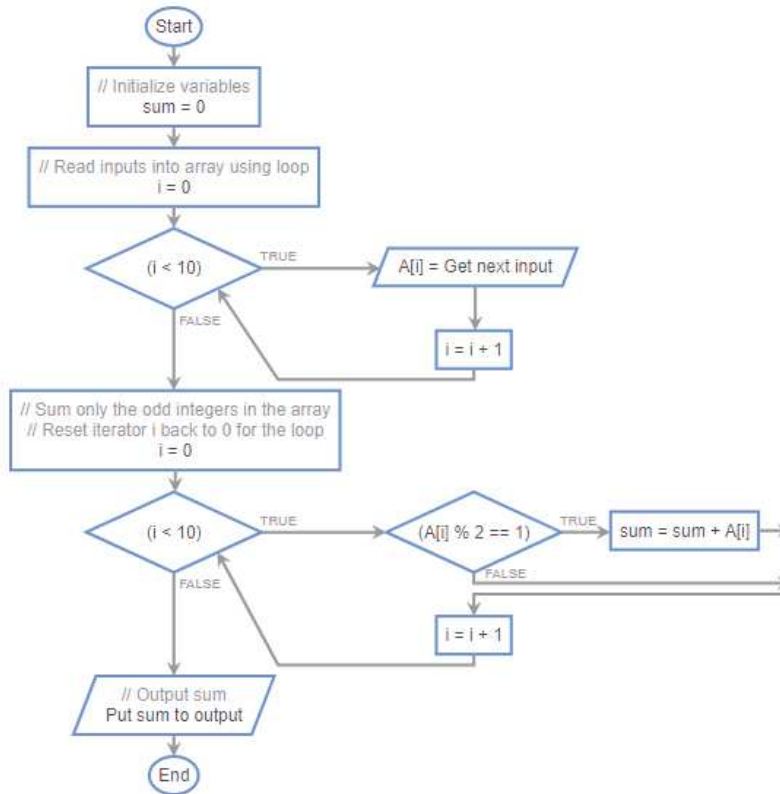 Start
// Initialize variables
sum = 0
// Read inputs into array using loop
i = 0
(i < 10)
TRUE
A[i] = Get next input
FALSE
i = i + 1
// Sum only the odd integers in the array
// Reset iterator i back to 0 for the loop
i = 0
(i < 10)
TRUE
(A[i] % 2 == 1)
TRUE
sum = sum + A[i]
FALSE
FALSE
i = i + 1
// Output sum
Put sum to output
End